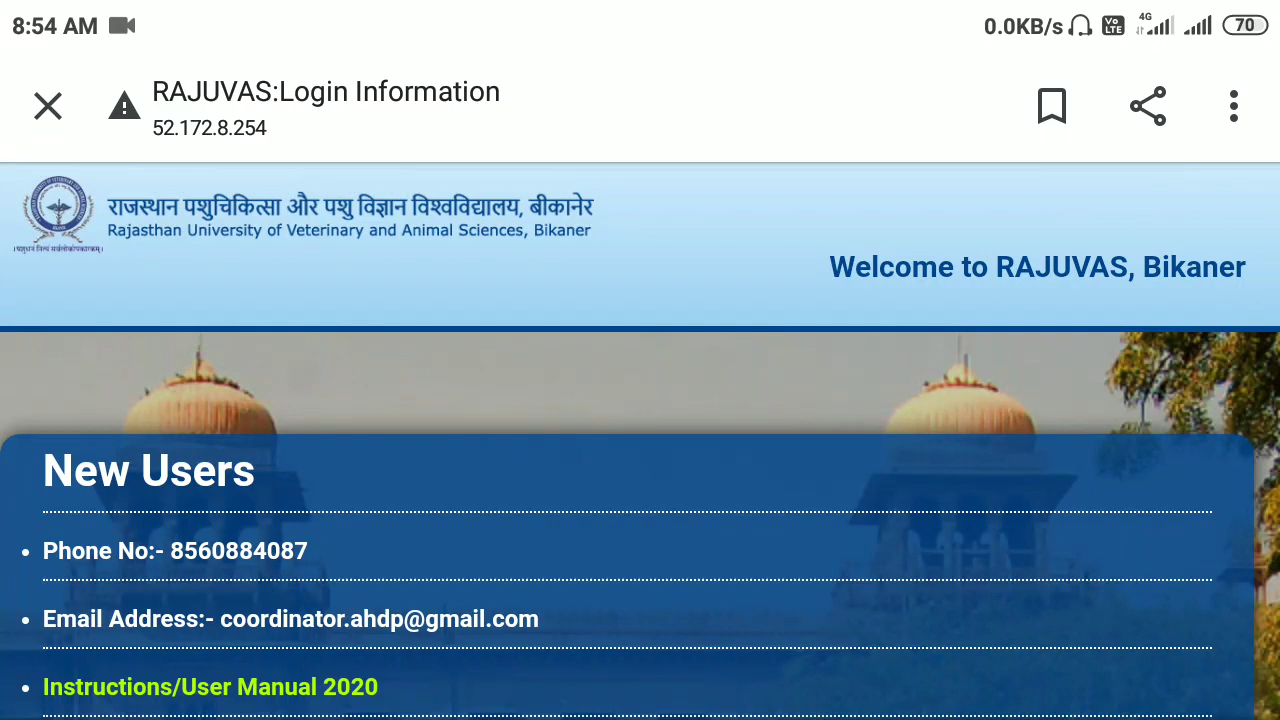 8:54 AM
0.0KB/s
Vo LTE
4G
70
RAJUVAS:Login Information
52.172.8.254
राजस्थान पशुचिकित्सा और पशु विज्ञान विश्वविद्यालय, बीकानेर
Rajasthan University of Veterinary and Animal Sciences, Bikaner
Welcome to RAJUVAS, Bikaner
New Users
• Phone No:- 8560884087
• Email Address:- coordinator.ahdp@gmail.com
• Instructions/User Manual 2020